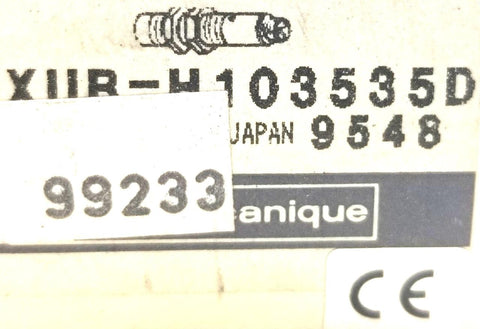 XUB-H103535D
JAPAN 9548
99233
canique
CE